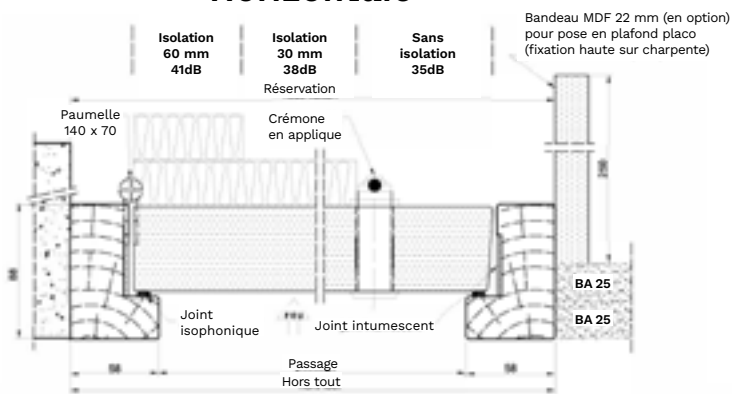 Isolation
60 mm
41dB
Isolation
30 mm
38dB
Sans
isolation
35dB
Bandeau MDF 22 mm (en option)
pour pose en plafond placo
(fixation haute sur charpente)
Réservation
Paumelle
140 x 70
Crémone
en applique
BA 25
BA 25
Joint
isophonique
Joint intumescent
58
Passage
58
Hors tout